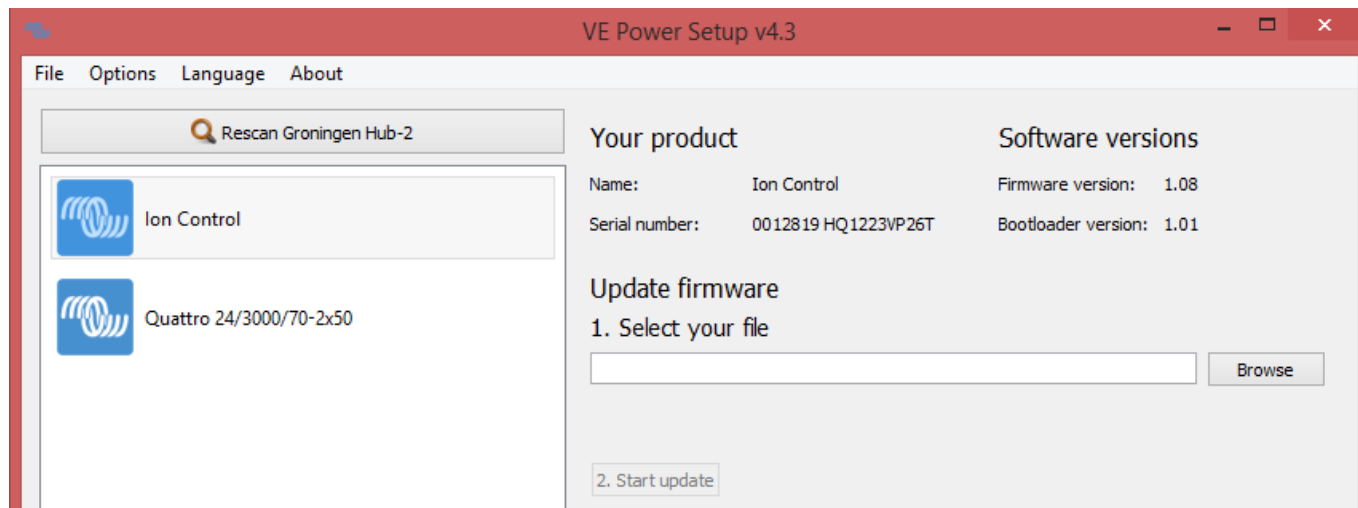 VE Power Setup v4.3
File Options Language About
Rescan Groningen Hub-2
Ion Control
Quattro 24/3000/70-2x50
Your product
Name: Ion Control
Serial number: 0012819 HQ1223VP26T
Software versions
Firmware version: 1.08
Bootloader version: 1.01
Update firmware
1. Select your file
Browse
2. Start update